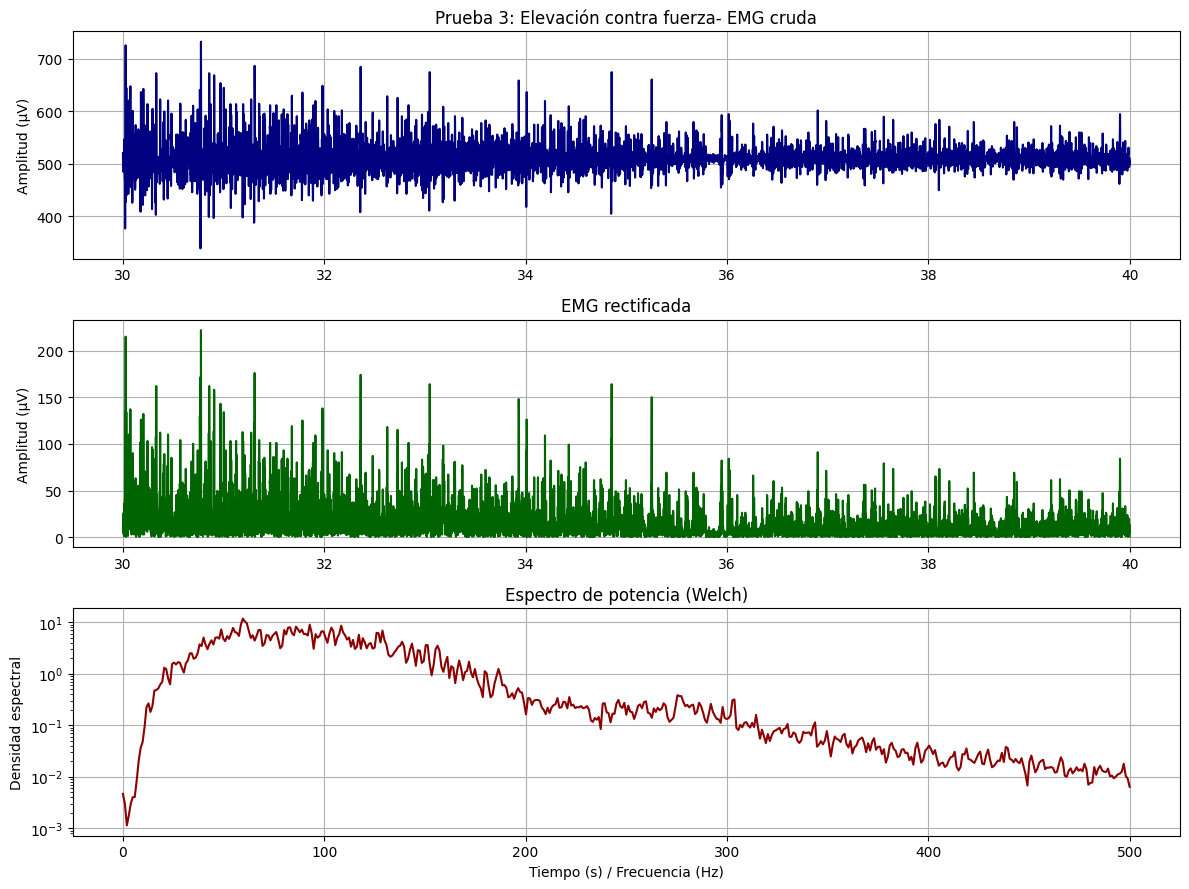 Prueba 3: Elevación contra fuerza- EMG cruda
Amplitud (µV)
700
600
500
400
30 32 34 36 38 40
EMG rectificada
Amplitud (µV)
200
150
100
50
0
30 32 34 36 38 40
Espectro de potencia (Welch)
Densidad espectral
10¹
10⁰
10⁻¹
10⁻²
10⁻³
0 100 200 300 400 500
Tiempo (s) / Frecuencia (Hz)